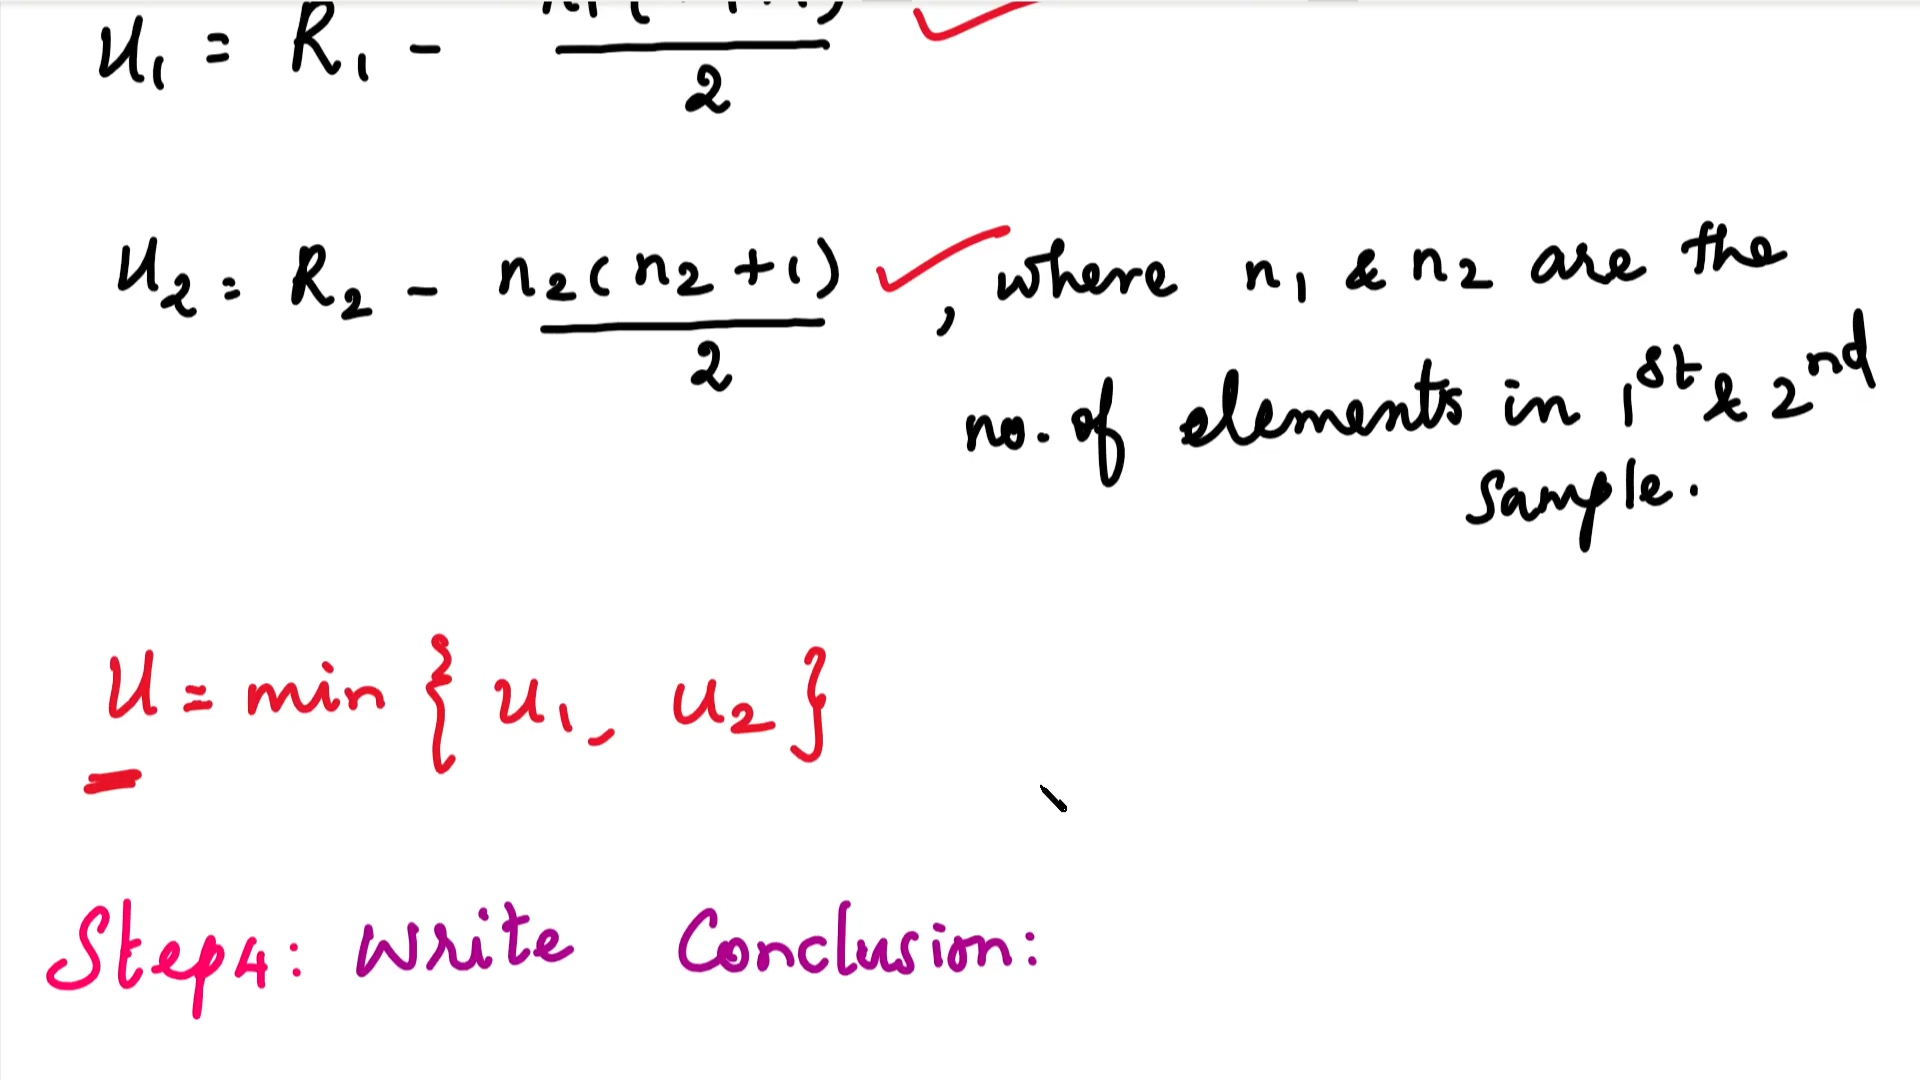 U₁ = R₁ -
2
U₂ = R₂ - n₂(n₂+1) , where n₁ & n₂ are the
2
no. of elements in 1st & 2nd
sample.
U = min { U₁, U₂ }
Step4: Write Conclusion: